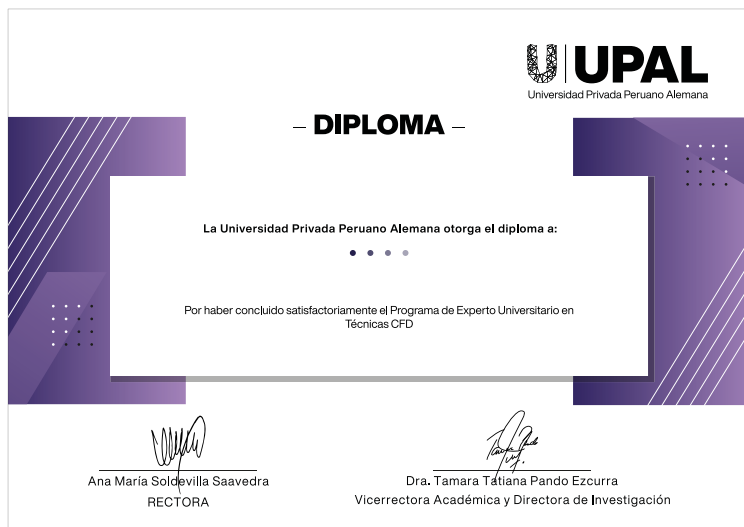 UPAL
Universidad Privada Peruano Alemana
– DIPLOMA –
La Universidad Privada Peruano Alemana otorga el diploma a:
Por haber concluido satisfactoriamente el Programa de Experto Universitario en
Técnicas CFD
Ana María Soldevilla Saavedra
RECTORA
Dra. Tamara Tatiana Pando Ezcurra
Vicerrectora Académica y Directora de Investigación